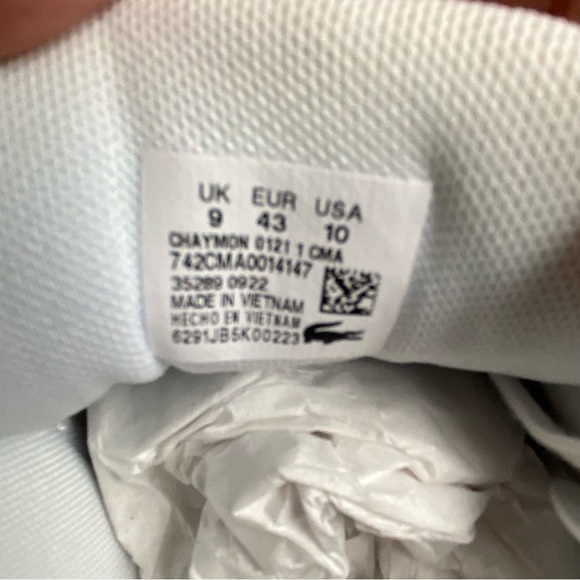 UK EUR USA
9 43 10
CHAYMON 0121 1 CMA
742CMA0014147
35289 0922
MADE IN VIETNAM
HECHO EN VIETNAM
6291JB5K00223